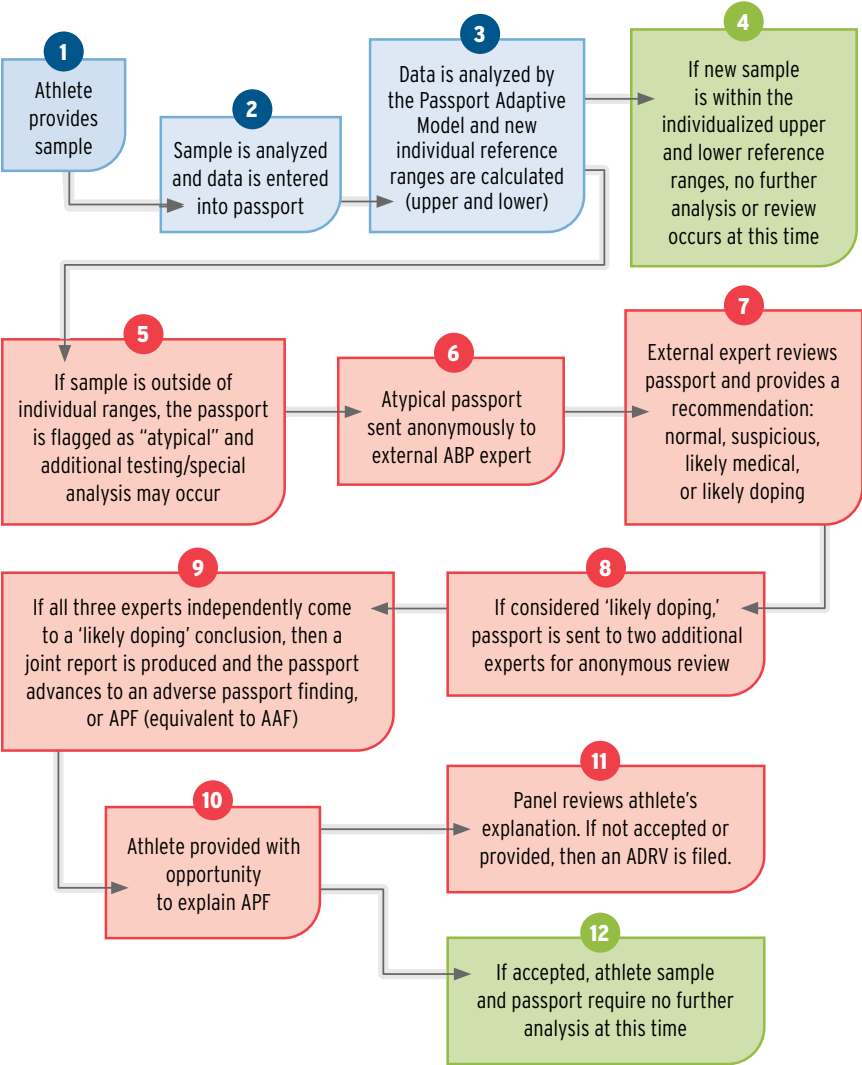 1
Athlete
provides
sample
2
Sample is analyzed
and data is entered
into passport
3
Data is analyzed by
the Passport Adaptive
Model and new
individual reference
ranges are calculated
(upper and lower)
4
If new sample
is within the
individualized upper
and lower reference
ranges, no further
analysis or review
occurs at this time
5
If sample is outside of
individual ranges, the passport
is flagged as “atypical” and
additional testing/special
analysis may occur
6
Atypical passport
sent anonymously to
external ABP expert
7
External expert reviews
passport and provides a
recommendation:
normal, suspicious,
likely medical,
or likely doping
8
If considered ‘likely doping,’
passport is sent to two additional
experts for anonymous review
9
If all three experts independently come
to a ‘likely doping’ conclusion, then a
joint report is produced and the passport
advances to an adverse passport finding,
or APF (equivalent to AAF)
10
Athlete provided with
opportunity
to explain APF
11
Panel reviews athlete’s
explanation. If not accepted or
provided, then an ADRV is filed.
12
If accepted, athlete sample
and passport require no further
analysis at this time